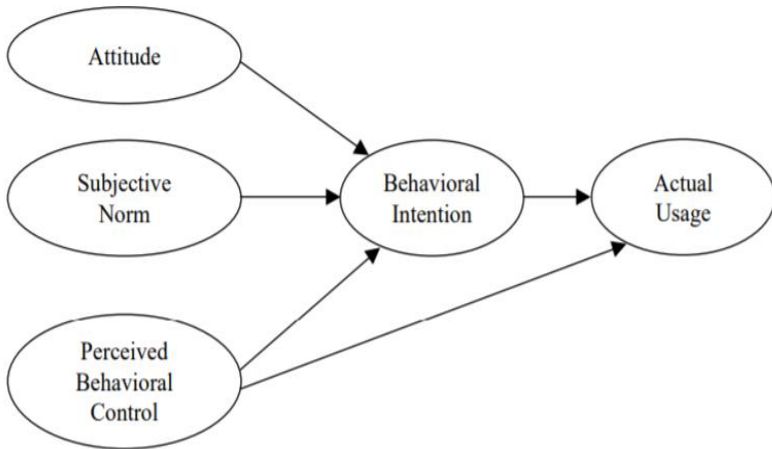 Attitude
Subjective
Norm
Behavioral
Intention
Actual
Usage
Perceived
Behavioral
Control